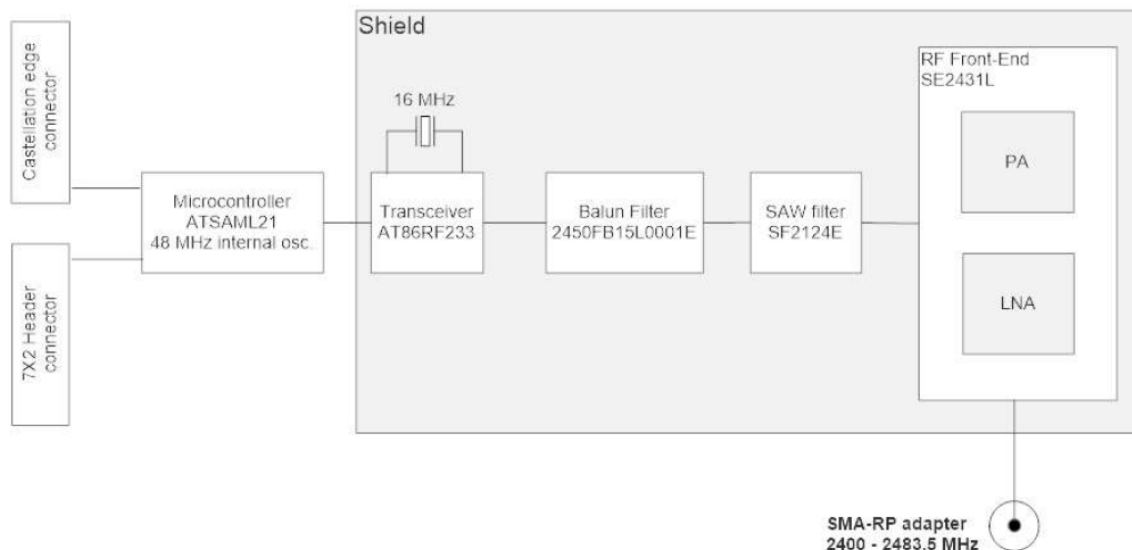 Castellation edge
connector
7X2 Header
connector
Microcontroller
ATSAML21
48 MHz internal osc.
Shield
16 MHz
Transceiver
AT86RF233
Balun Filter
2450FB15L0001E
SAW filter
SF2124E
RF Front-End
SE2431L
PA
LNA
SMA-RP adapter
2400 - 2483.5 MHz